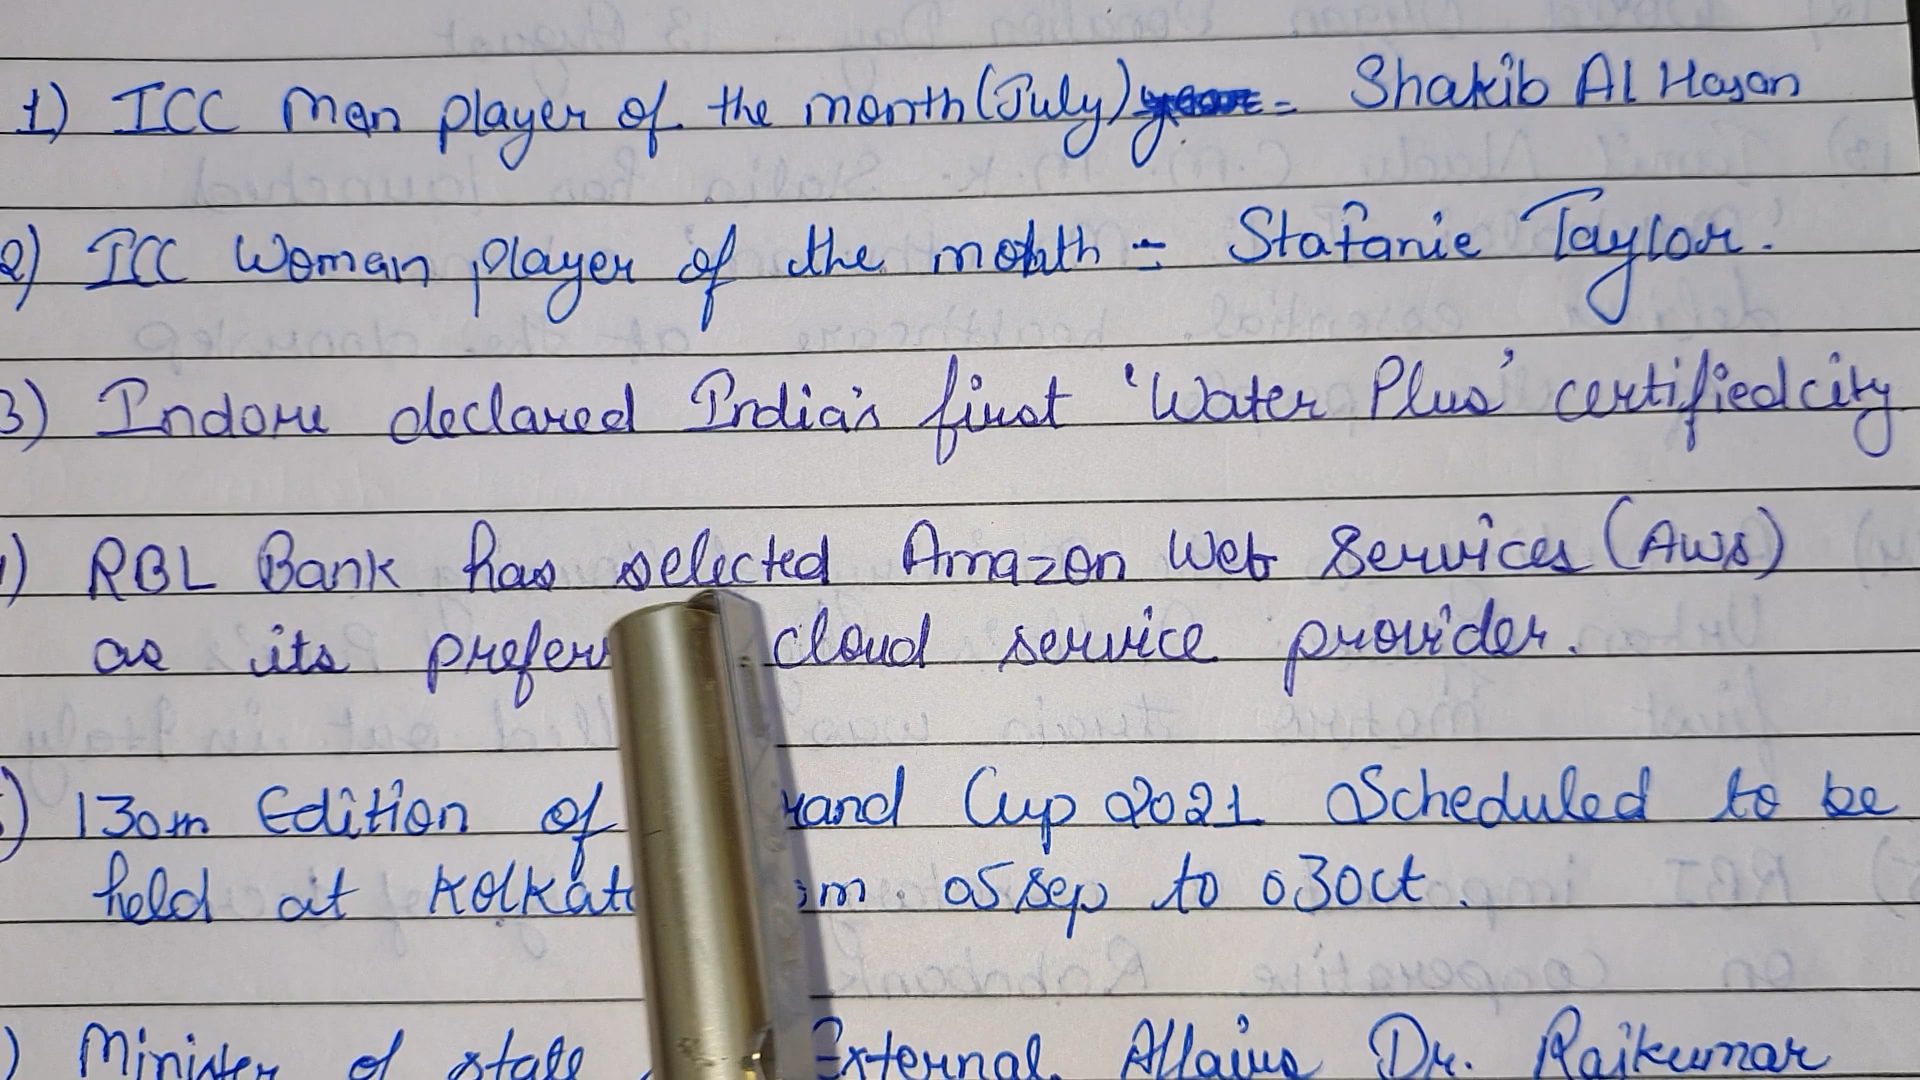 1) ICC Man player of the month (July) = Shakib Al Hasan
2) ICC Woman player of the month = Stafanie Taylor.
3) Indore declared India's first 'Water Plus' certified city
) RBL Bank has selected Amazon Web Services (AWS)
as its prefer cloud service provider.
) 130th Edition of rand Cup 2021 Scheduled to be
held at Kolkat m 05 Sep to 03 Oct.
) Minister of state External Affairs Dr. Rajkumar